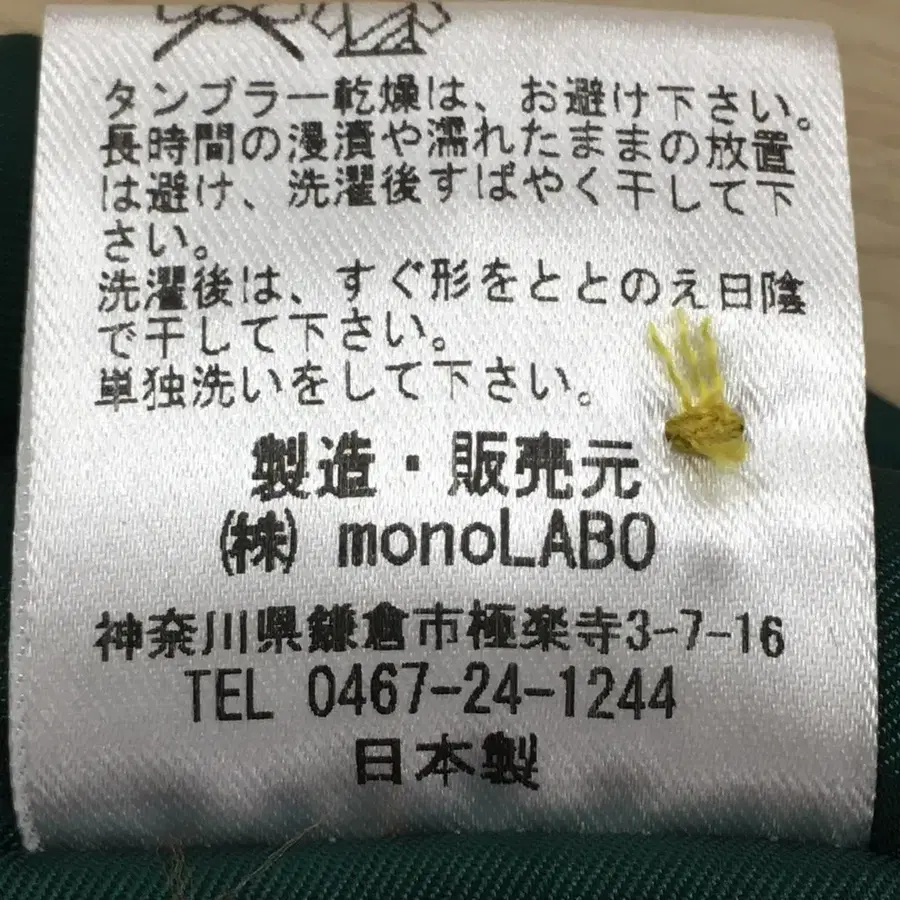 タンブラー乾燥は、お避け下さい。
長時間の浸漬や濡れたままの放置
は避け、洗濯後すばやく干して下
さい。
洗濯後は、すぐ形をととのえ日陰
で干して下さい。
単独洗いをして下さい。
製造・販売元
㈱ monoLABO
神奈川県鎌倉市極楽寺3-7-16
TEL 0467-24-1244
日本製